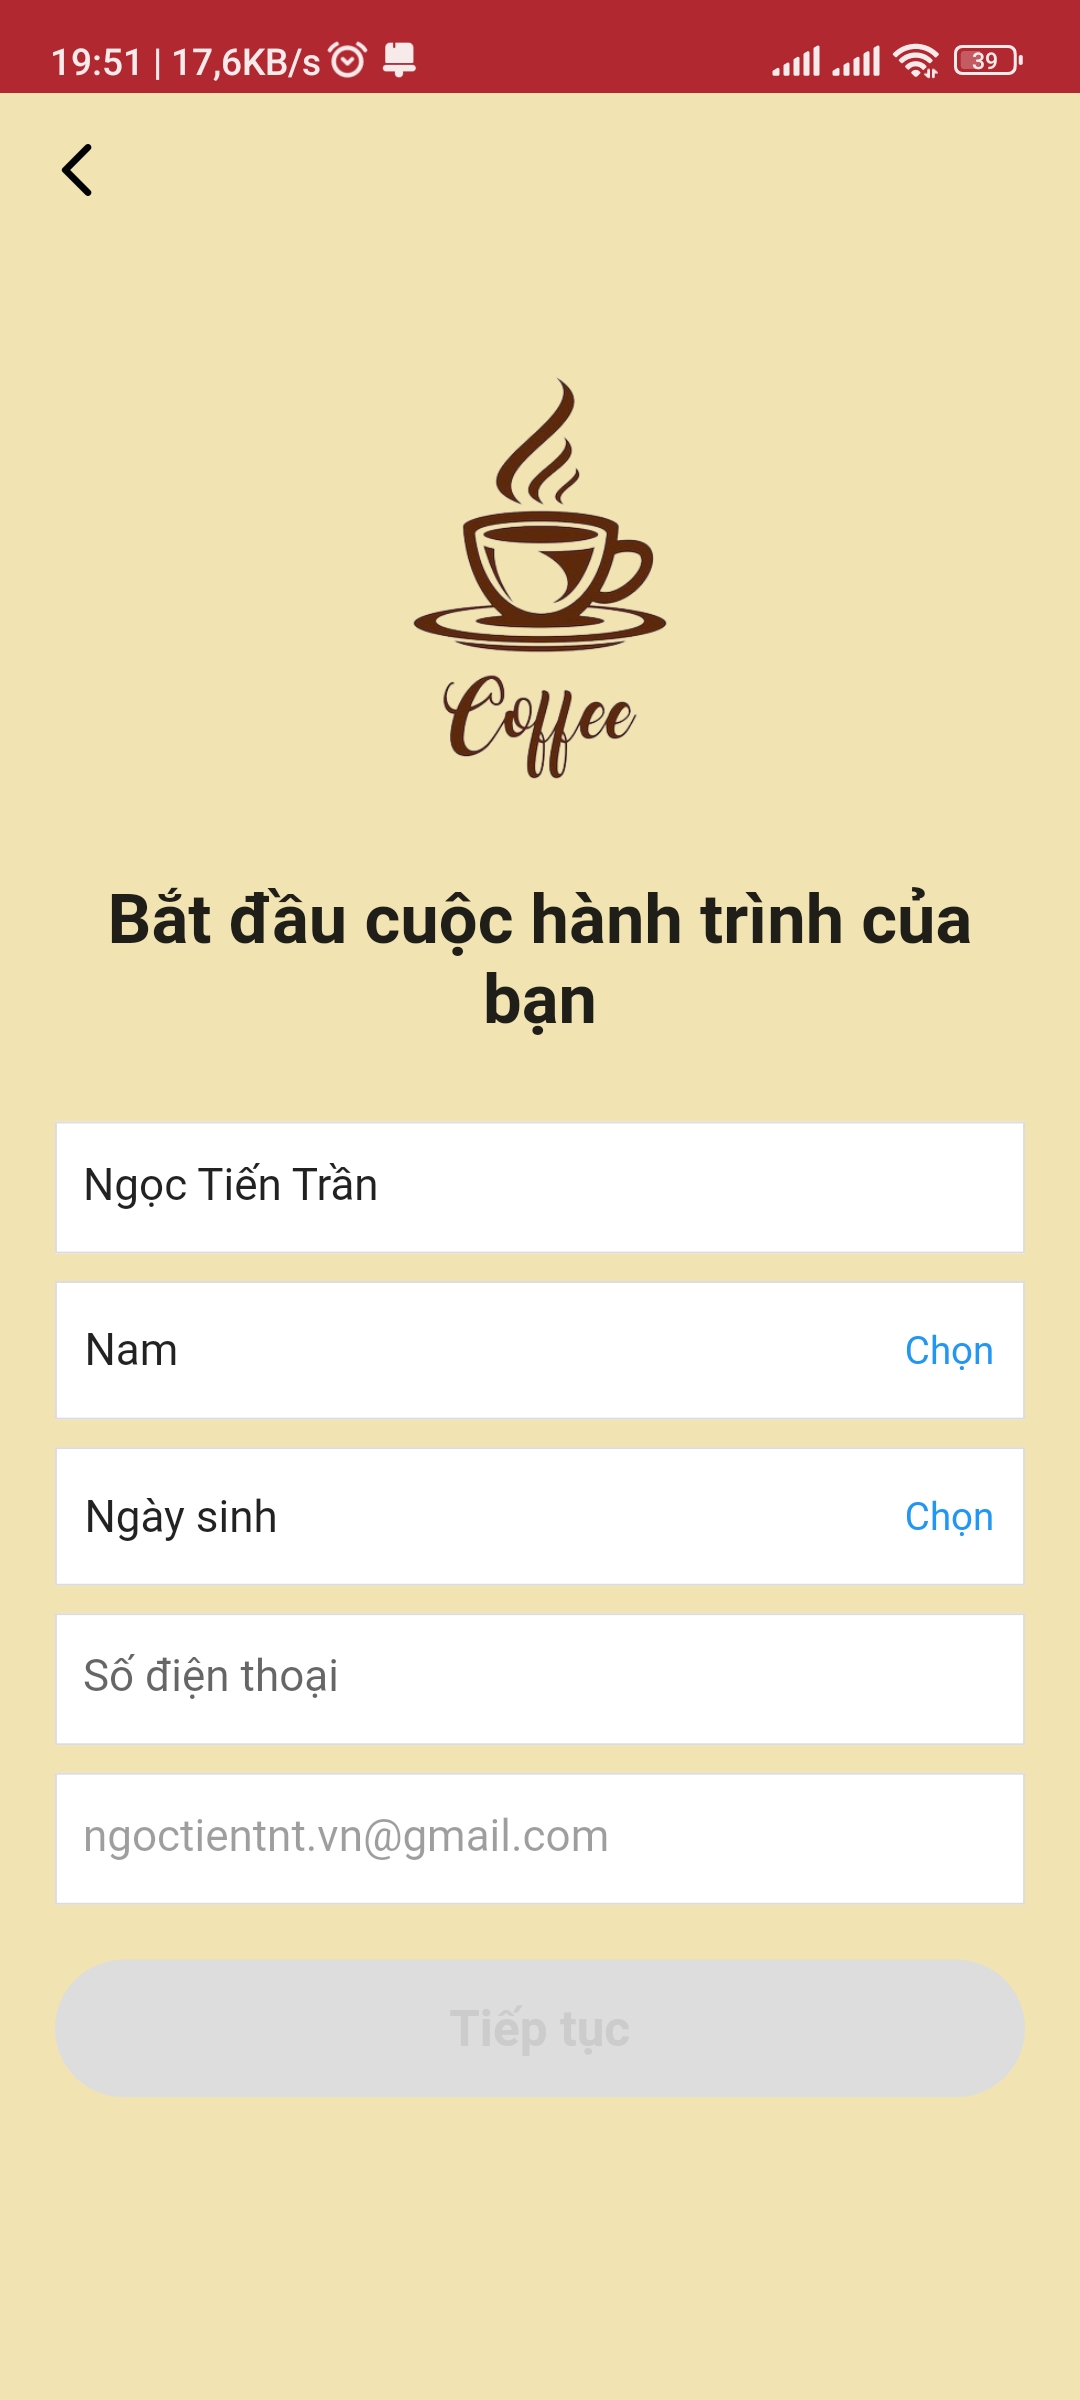 19:51 | 17,6KB/s
39
Coffee
Bắt đầu cuộc hành trình của
bạn
Ngọc Tiến Trần
Nam
Chọn
Ngày sinh
Chọn
Số điện thoại
ngoctientnt.vn@gmail.com
Tiếp tục